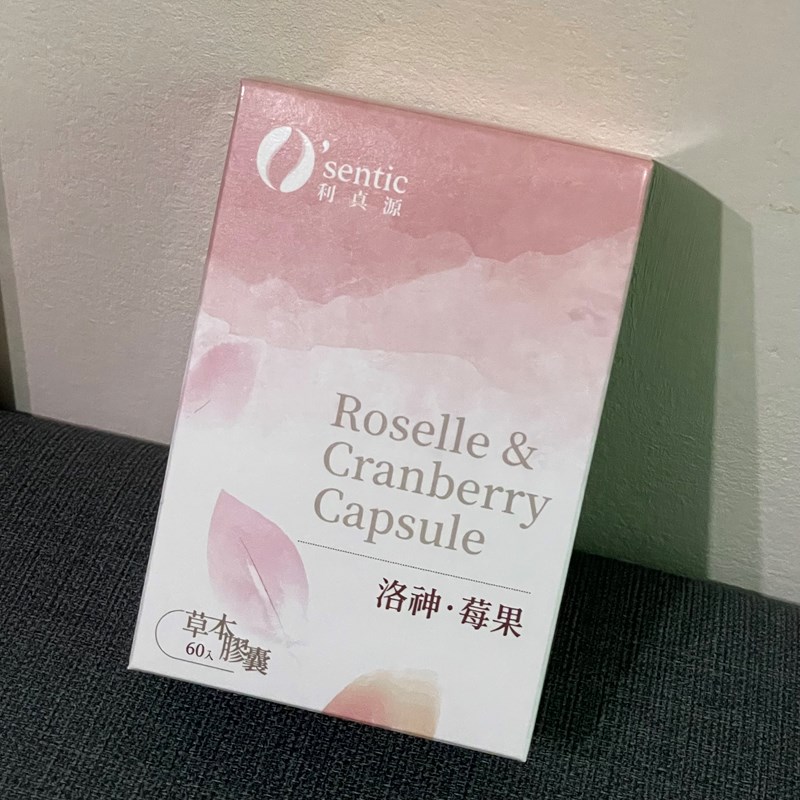 O'sentic
利真源
Roselle &
Cranberry
Capsule
洛神·莓果
草本
膠囊
60入